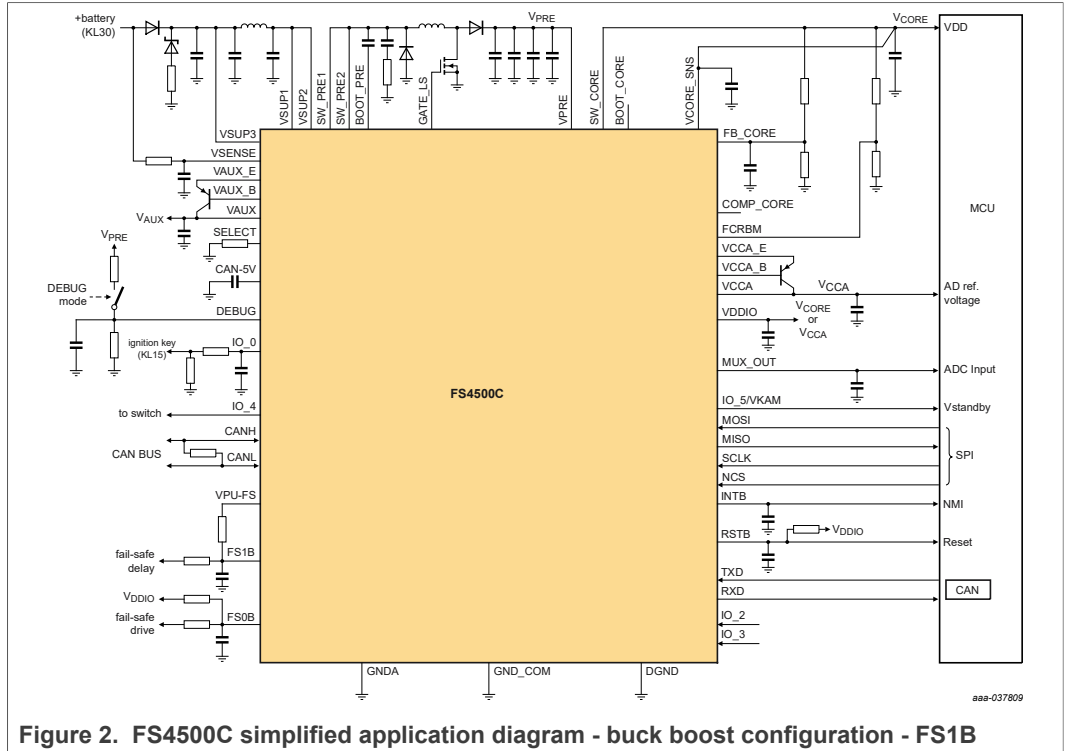 +battery
(KL30)
VPRE
VCORE
VDD
VSUP1
VSUP2
SW_PRE1
SW_PRE2
BOOT_PRE
GATE_LS
VPRE
SW_CORE
BOOT_CORE
VCORE_SNS
VSUP3
VSENSE
VAUX_E
VAUX_B
VAUX
VAUX
SELECT
VPRE
CAN-5V
DEBUG
mode
DEBUG
ignition key
(KL15)
IO_0
to switch
IO_4
CANH
CAN BUS
CANL
VPU-FS
fail-safe
delay
FS1B
VDDIO
fail-safe
drive
FS0B
FS4500C
GNDA
GND_COM
DGND
FB_CORE
COMP_CORE
FCRBM
VCCA_E
VCCA_B
VCCA
VCCA
VDDIO
VCORE
or
VCCA
MUX_OUT
IO_5/VKAM
MOSI
MISO
SCLK
NCS
INTB
RSTB
VDDIO
TXD
RXD
IO_2
IO_3
MCU
AD ref.
voltage
ADC Input
Vstandby
SPI
NMI
Reset
CAN
aaa-037809
Figure 2. FS4500C simplified application diagram - buck boost configuration - FS1B